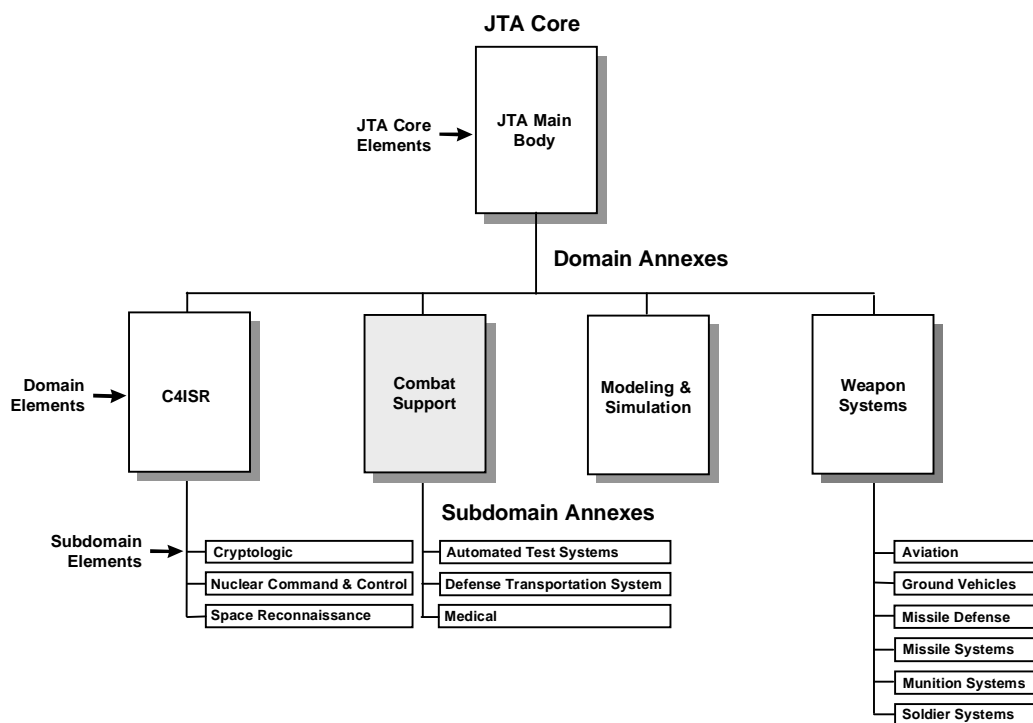 JTA Core
JTA Main
Body
JTA Core
Elements
Domain Annexes
Domain
Elements
C4ISR
Combat
Support
Modeling &
Simulation
Weapon
Systems
Subdomain Annexes
Subdomain
Elements
Cryptologic
Nuclear Command & Control
Space Reconnaissance
Automated Test Systems
Defense Transportation System
Medical
Aviation
Ground Vehicles
Missile Defense
Missile Systems
Munition Systems
Soldier Systems